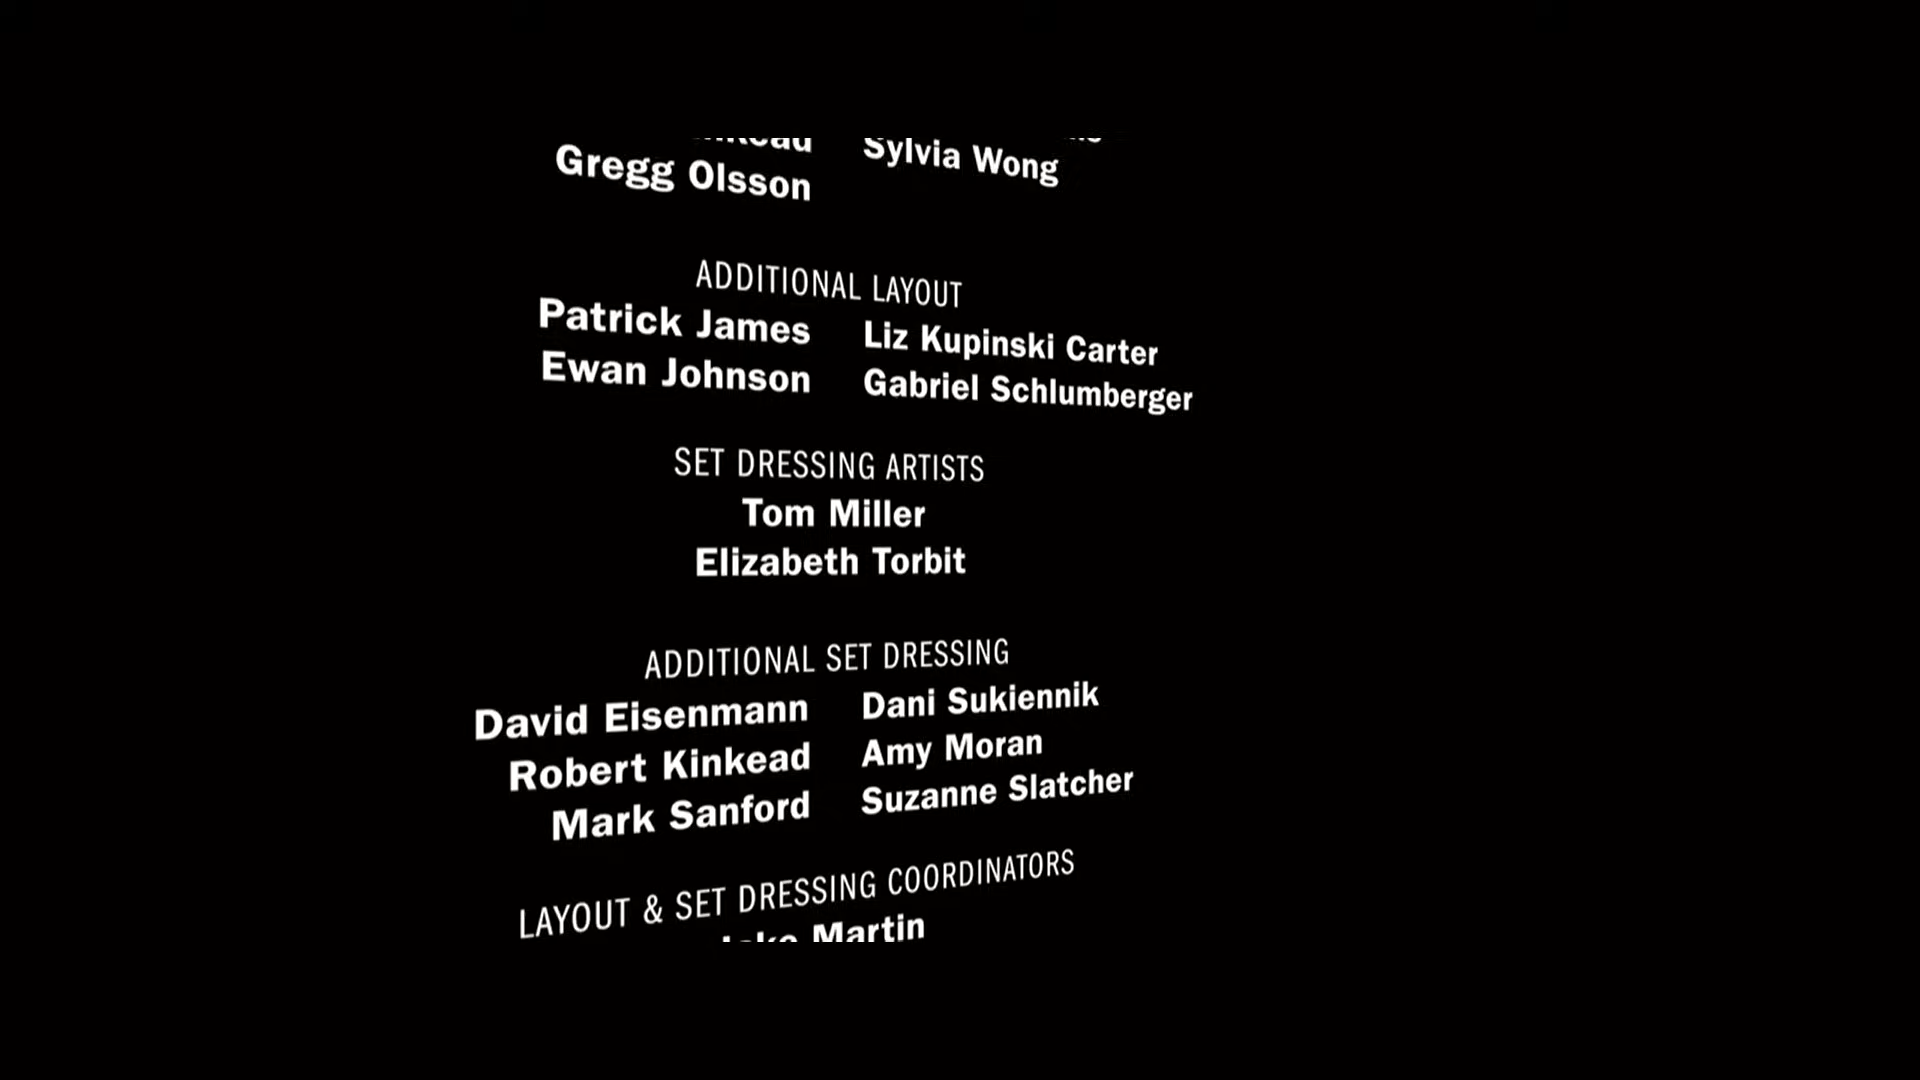 Gregg Olsson Sylvia Wong
ADDITIONAL LAYOUT
Patrick James Liz Kupinski Carter
Ewan Johnson Gabriel Schlumberger
SET DRESSING ARTISTS
Tom Miller
Elizabeth Torbit
ADDITIONAL SET DRESSING
David Eisenmann Dani Sukiennik
Robert Kinkead Amy Moran
Mark Sanford Suzanne Slatcher
LAYOUT & SET DRESSING COORDINATORS
Martin